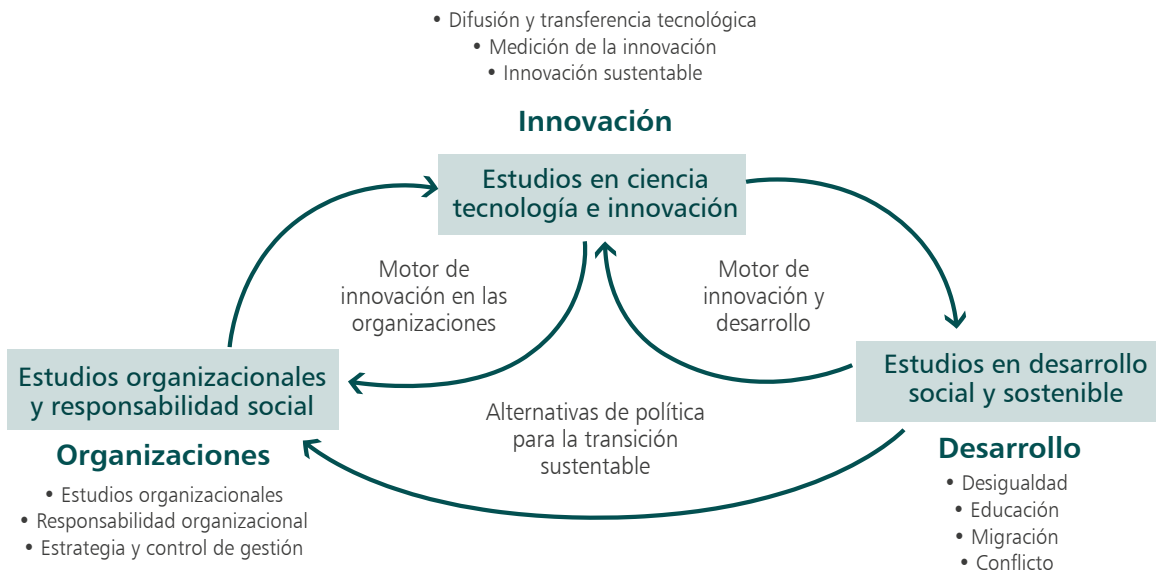 • Difusión y transferencia tecnológica
• Medición de la innovación
• Innovación sustentable
Innovación
Estudios en ciencia
tecnología e innovación
Motor de
innovación en las
organizaciones
Motor de
innovación y
desarrollo
Estudios organizacionales
y responsabilidad social
Organizaciones
• Estudios organizacionales
• Responsabilidad organizacional
• Estrategia y control de gestión
Alternativas de política
para la transición
sustentable
Estudios en desarrollo
social y sostenible
Desarrollo
• Desigualdad
• Educación
• Migración
• Conflicto